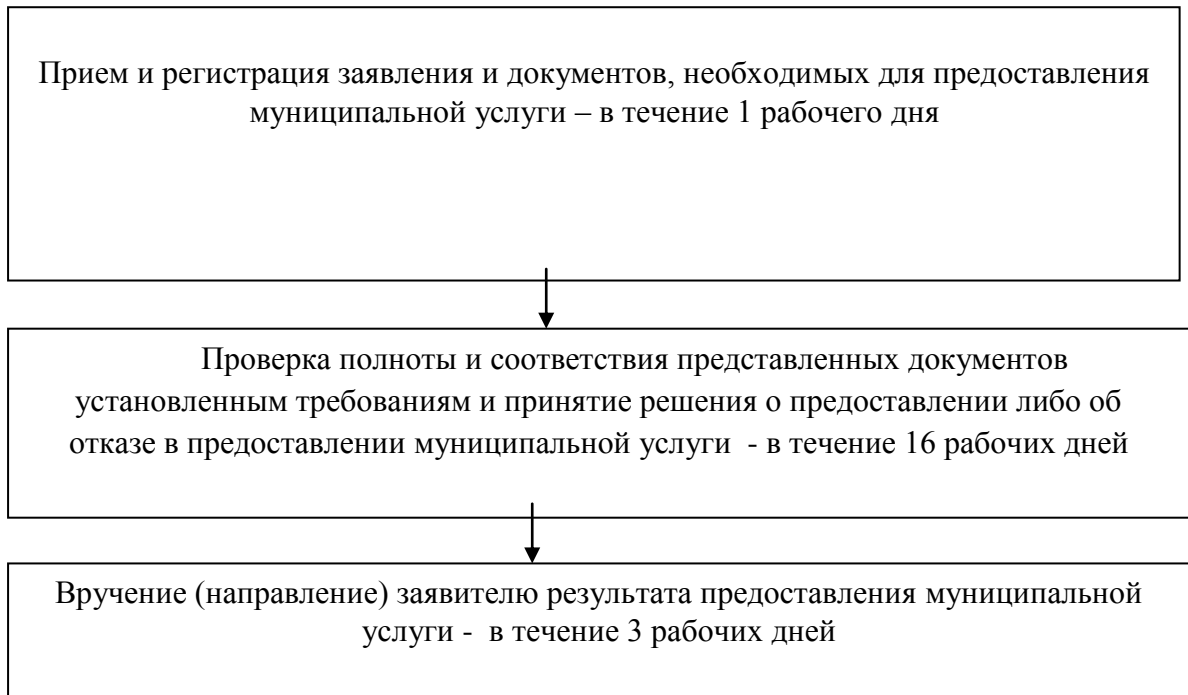 Прием и регистрация заявления и документов, необходимых для предоставления
муниципальной услуги – в течение 1 рабочего дня
Проверка полноты и соответствия представленных документов
установленным требованиям и принятие решения о предоставлении либо об
отказе в предоставлении муниципальной услуги - в течение 16 рабочих дней
Вручение (направление) заявителю результата предоставления муниципальной
услуги - в течение 3 рабочих дней